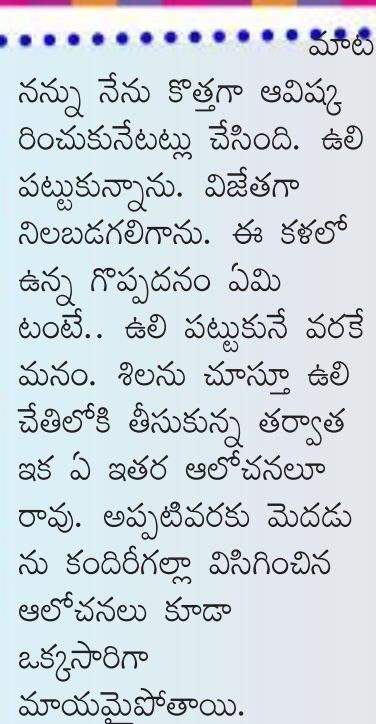 మాట
నన్ను నేను కొత్తగా ఆవిష్క
రించుకునేటట్లు చేసింది. ఉలి
పట్టుకున్నాను. విజేతగా
నిలబడగలిగాను. ఈ కళలో
ఉన్న గొప్పదనం ఏమి
టంటే.. ఉలి పట్టుకునే వరకే
మనం. శిలను చూస్తూ ఉలి
చేతిలోకి తీసుకున్న తర్వాత
ఇక ఏ ఇతర ఆలోచనలూ
రావు. అప్పటివరకు మెదడు
ను కందిరీగల్లా విసిగించిన
ఆలోచనలు కూడా
ఒక్కసారిగా
మాయమైపోతాయి.